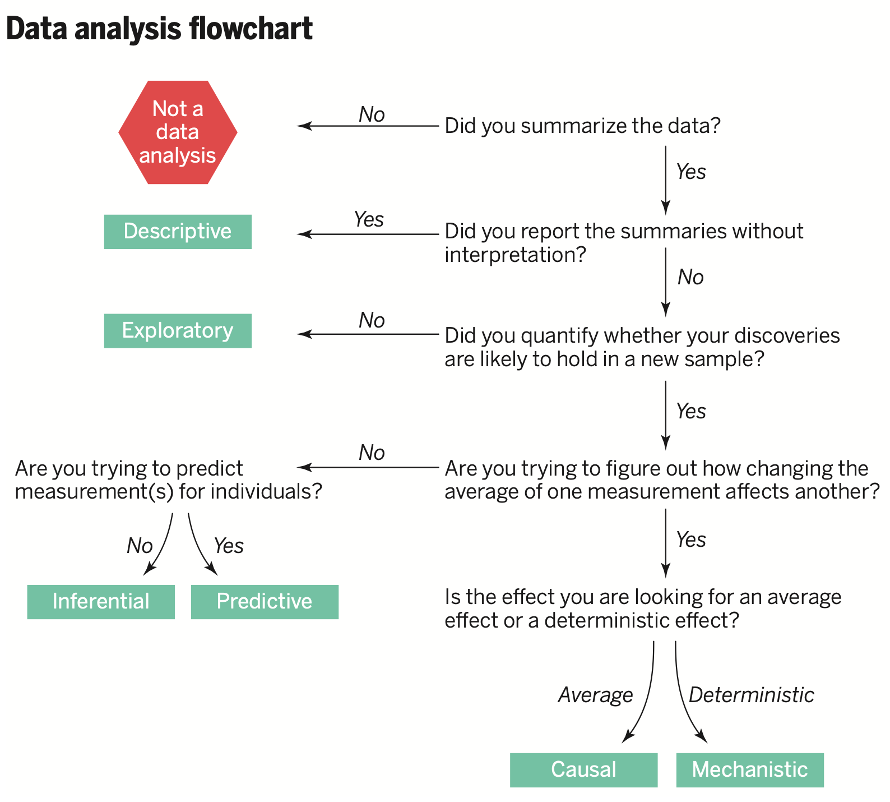 Data analysis flowchart
Not a
data
analysis
No
Did you summarize the data?
Yes
Descriptive
Yes
Did you report the summaries without
interpretation?
No
Exploratory
No
Did you quantify whether your discoveries
are likely to hold in a new sample?
Yes
Are you trying to predict
measurement(s) for individuals?
No
Are you trying to figure out how changing the
average of one measurement affects another?
No
Yes
Yes
Inferential
Predictive
Is the effect you are looking for an average
effect or a deterministic effect?
Average
Deterministic
Causal
Mechanistic